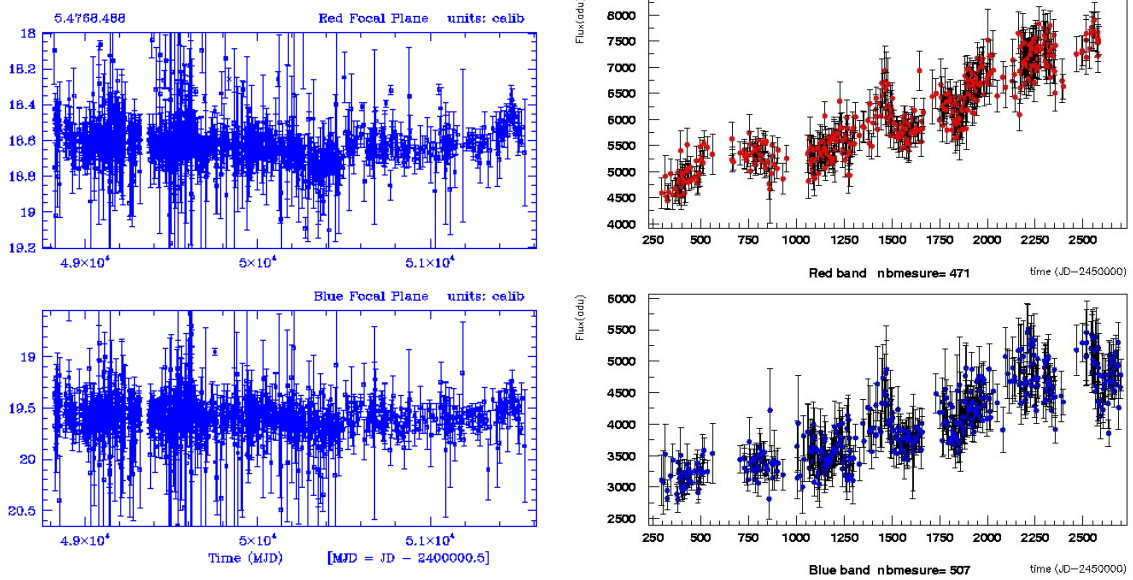 5.4768.488 Red Focal Plane units: calib
18
18.2
18.4
18.6
18.8
19
19.2
4.9×10⁴ 5×10⁴ 5.1×10⁴
Blue Focal Plane units: calib
19
19.5
20
20.5
4.9×10⁴ 5×10⁴ 5.1×10⁴
Time (MJD) [MJD = JD − 2400000.5]
Flux(adu)
8000
7500
7000
6500
6000
5500
5000
4500
4000
250 500 750 1000 1250 1500 1750 2000 2250 2500
Red band nbmesure= 471 time (JD-2450000)
Flux(adu)
6000
5500
5000
4500
4000
3500
3000
2500
250 500 750 1000 1250 1500 1750 2000 2250 2500
Blue band nbmesure= 507 time (JD-2450000)